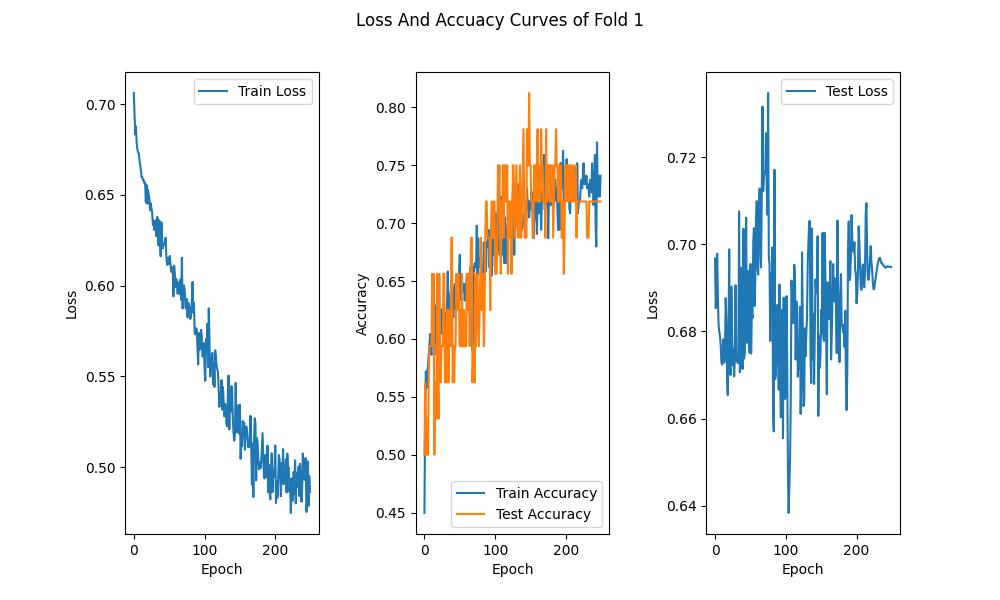 Loss And Accuacy Curves of Fold 1
Train Loss
0.70
0.65
0.60
0.55
0.50
Loss
0
100
200
Epoch
0.80
0.75
0.70
0.65
0.60
0.55
0.50
0.45
Accuracy
Train Accuracy
Test Accuracy
0
100
200
Epoch
Test Loss
0.72
0.70
0.68
0.66
0.64
Loss
0
100
200
Epoch